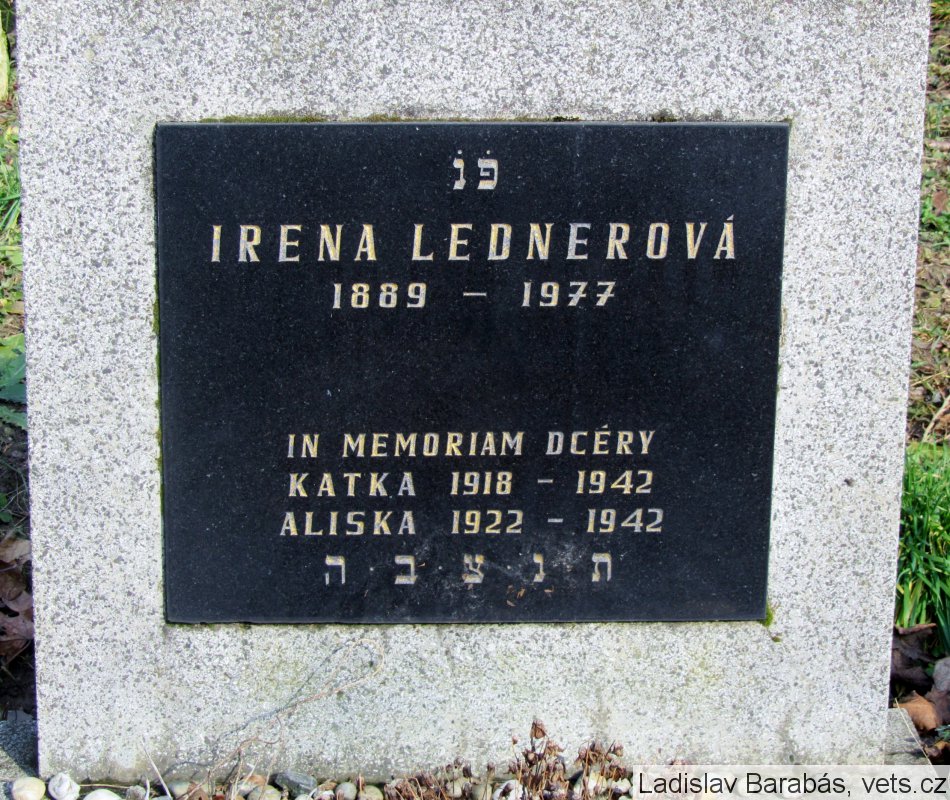 פ̇נ̇
IRENA LEDNEROVÁ
1889 – 1977
IN MEMORIAM DCÉRY
KATKA 1918 – 1942
ALISKA 1922 – 1942
ת נ צ ב ה
Ladislav Barabás, vets.cz